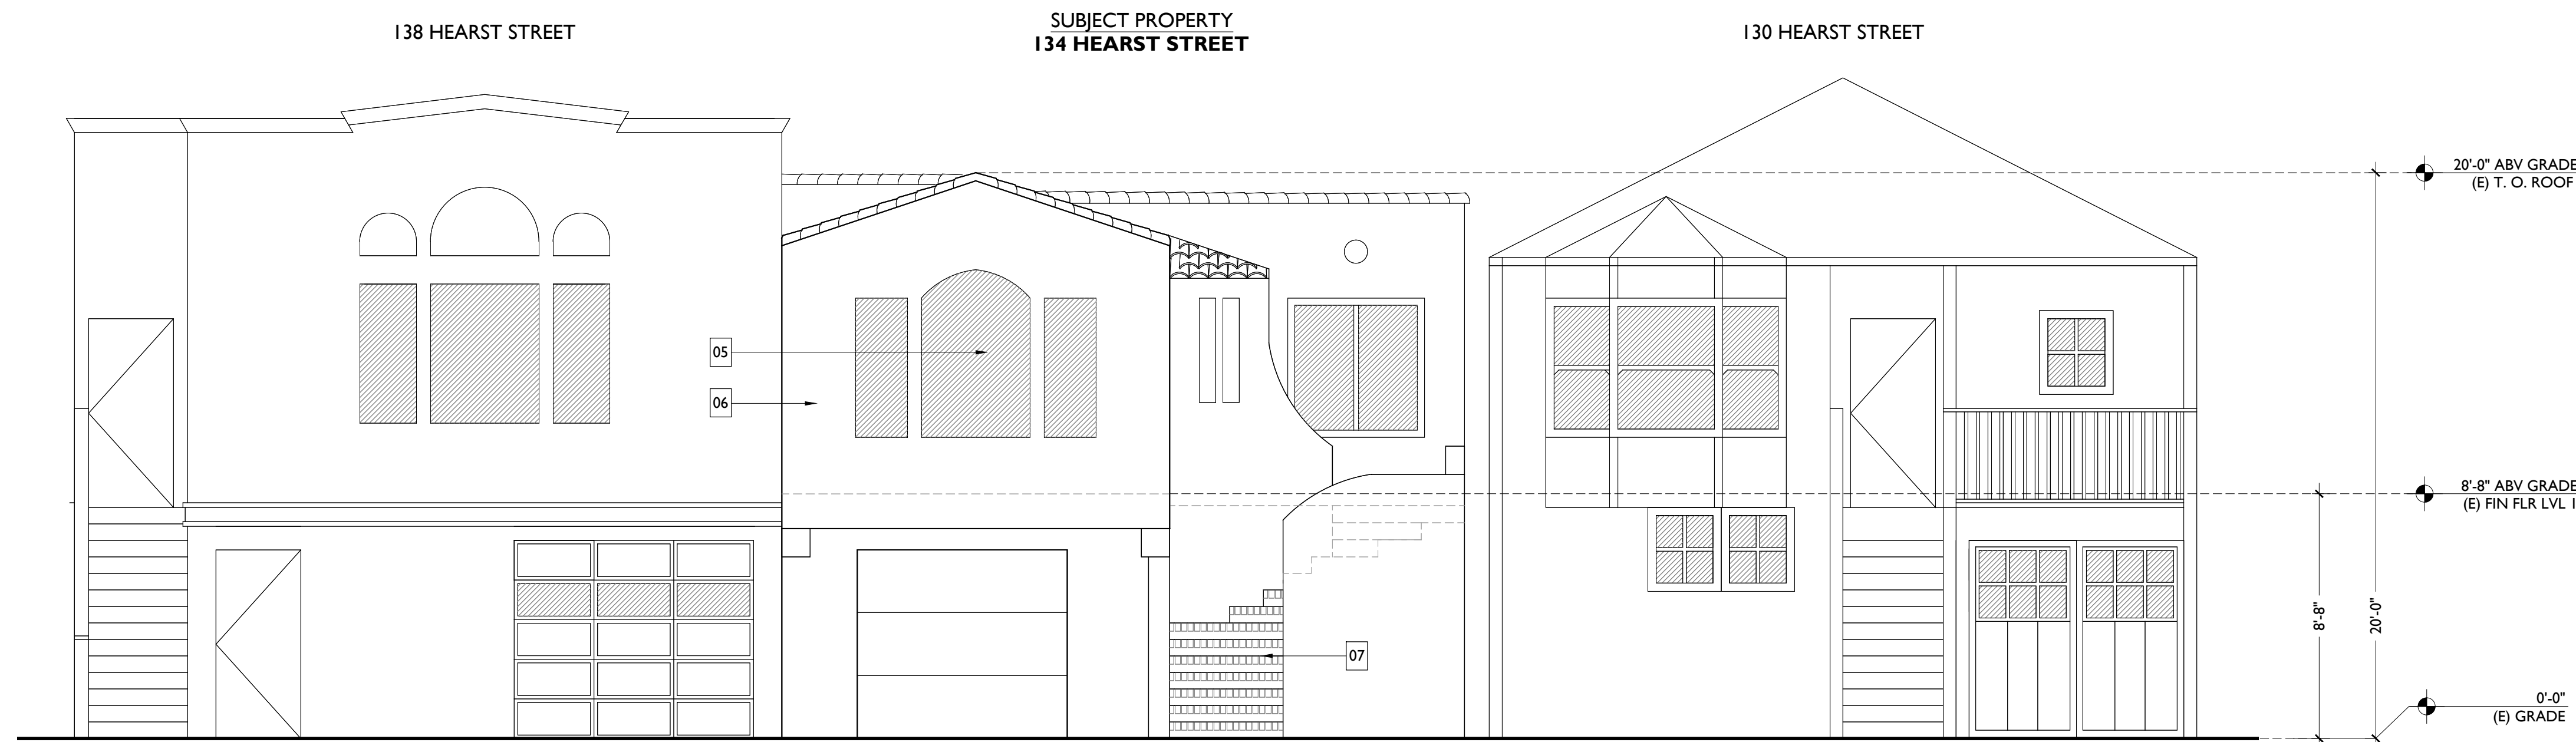 138 HEARST STREET
SUBJECT PROPERTY
134 HEARST STREET
130 HEARST STREET
20'-0" ABV GRADE
(E) T. O. ROOF
05
06
8'-8" ABV GRADE
(E) FIN FLR LVL 1
07
8'-8"
20'-0"
0'-0"
(E) GRADE